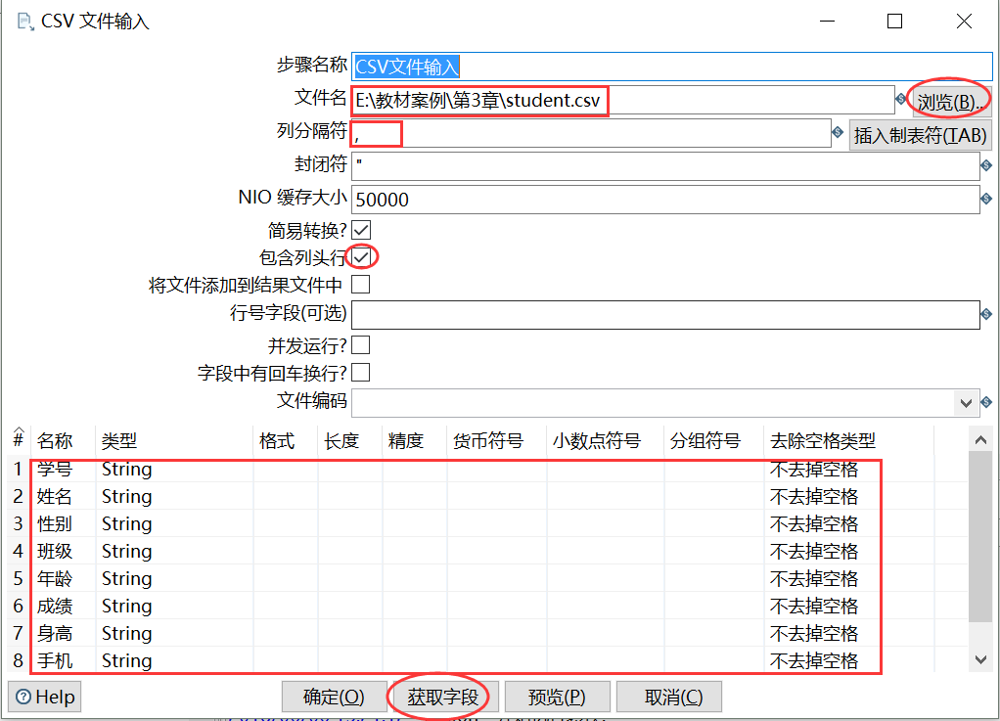 CSV 文件输入
步骤名称 CSV文件输入
文件名 E:\教材案例\第3章\student.csv 浏览(B)..
列分隔符 , 插入制表符(TAB)
封闭符 "
NIO 缓存大小 50000
简易转换?
包含列头行
将文件添加到结果文件中
行号字段(可选)
并发运行?
字段中有回车换行?
文件编码
# 名称 类型 格式 长度 精度 货币符号 小数点符号 分组符号 去除空格类型
1 学号 String 不去掉空格
2 姓名 String 不去掉空格
3 性别 String 不去掉空格
4 班级 String 不去掉空格
5 年龄 String 不去掉空格
6 成绩 String 不去掉空格
7 身高 String 不去掉空格
8 手机 String 不去掉空格
Help 确定(O) 获取字段 预览(P) 取消(C)